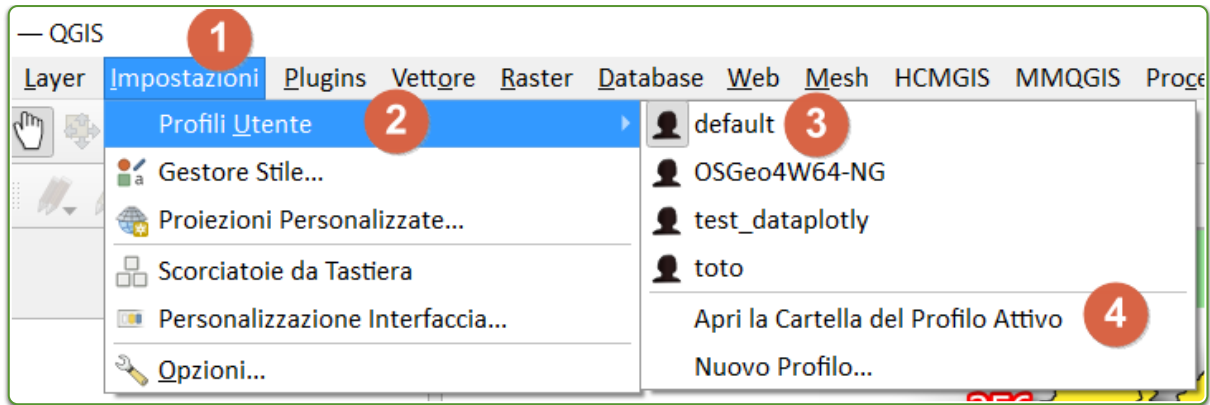 — QGIS
1
Layer Impostazioni Plugins Vettore Raster Database Web Mesh HCMGIS MMQGIS Proce
Profili Utente 2
default 3
Gestore Stile...
OSGeo4W64-NG
Proiezioni Personalizzate...
test_dataplotly
Scorciatoie da Tastiera
toto
Personalizzazione Interfaccia...
Apri la Cartella del Profilo Attivo 4
Opzioni...
Nuovo Profilo...